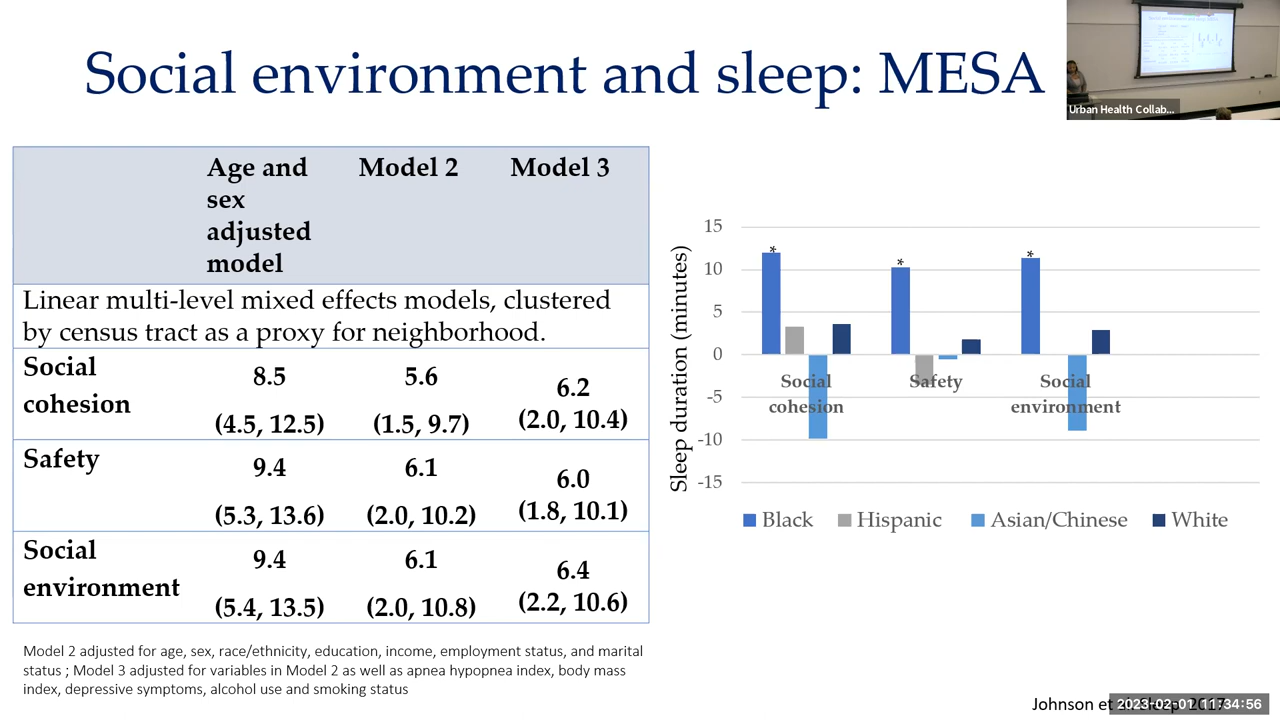 Social environment and sleep: MESA
Urban Health Collab...
Age and sex adjusted model
Model 2
Model 3
Linear multi-level mixed effects models, clustered
by census tract as a proxy for neighborhood.
Social cohesion
8.5
(4.5, 12.5)
5.6
(1.5, 9.7)
6.2
(2.0, 10.4)
Safety
9.4
(5.3, 13.6)
6.1
(2.0, 10.2)
6.0
(1.8, 10.1)
Social environment
9.4
(5.4, 13.5)
6.1
(2.0, 10.8)
6.4
(2.2, 10.6)
Model 2 adjusted for age, sex, race/ethnicity, education, income, employment status, and marital
status ; Model 3 adjusted for variables in Model 2 as well as apnea hypopnea index, body mass
index, depressive symptoms, alcohol use and smoking status
Sleep duration (minutes)
15
10
5
0
-5
-10
-15
*
*
*
Social cohesion
Safety
Social environment
Black
Hispanic
Asian/Chinese
White
Johnson et
2023-02-01 11:34:56